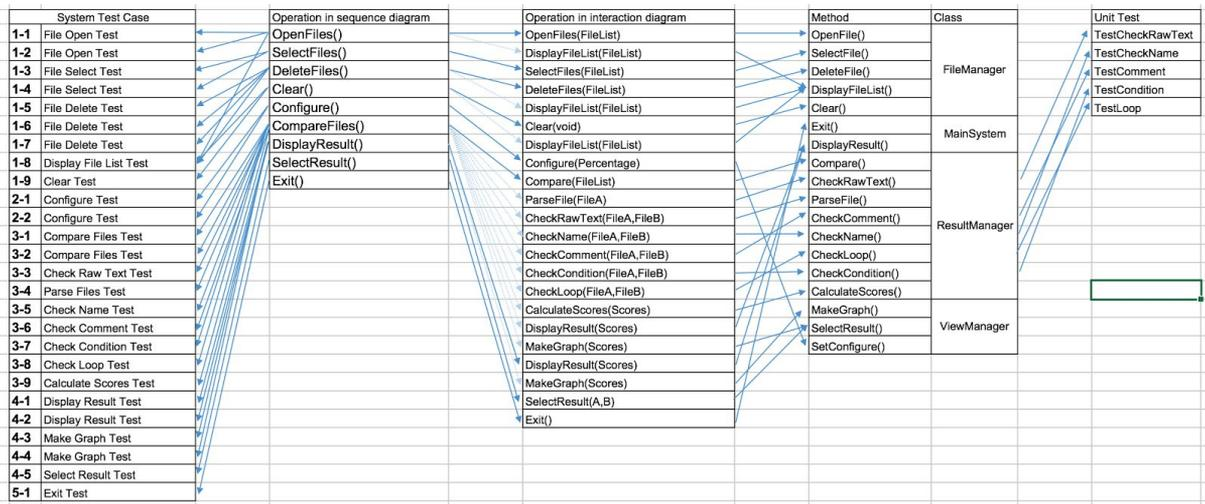 System Test Case
1-1 File Open Test
1-2 File Open Test
1-3 File Select Test
1-4 File Select Test
1-5 File Delete Test
1-6 File Delete Test
1-7 File Delete Test
1-8 Display File List Test
1-9 Clear Test
2-1 Configure Test
2-2 Configure Test
3-1 Compare Files Test
3-2 Compare Files Test
3-3 Check Raw Text Test
3-4 Parse Files Test
3-5 Check Name Test
3-6 Check Comment Test
3-7 Check Condition Test
3-8 Check Loop Test
3-9 Calculate Scores Test
4-1 Display Result Test
4-2 Display Result Test
4-3 Make Graph Test
4-4 Make Graph Test
4-5 Select Result Test
5-1 Exit Test
Operation in sequence diagram
OpenFiles()
SelectFiles()
DeleteFiles()
Clear()
Configure()
CompareFiles()
DisplayResult()
SelectResult()
Exit()
Operation in interaction diagram
OpenFiles(FileList)
DisplayFileList(FileList)
SelectFiles(FileList)
DeleteFiles(FileList)
DisplayFileList(FileList)
Clear(void)
DisplayFileList(FileList)
Configure(Percentage)
Compare(FileList)
ParseFile(FileA)
CheckRawText(FileA,FileB)
CheckName(FileA,FileB)
CheckComment(FileA,FileB)
CheckCondition(FileA,FileB)
CheckLoop(FileA,FileB)
CalculateScores(Scores)
DisplayResult(Scores)
MakeGraph(Scores)
DisplayResult(Scores)
MakeGraph(Scores)
SelectResult(A,B)
Exit()
Method
OpenFile()
SelectFile()
DeleteFile()
DisplayFileList()
Clear()
Exit()
DisplayResult()
Compare()
CheckRawText()
ParseFile()
CheckComment()
CheckName()
CheckLoop()
CheckCondition()
CalculateScores()
MakeGraph()
SelectResult()
SetConfigure()
Class
FileManager
MainSystem
ResultManager
ViewManager
Unit Test
TestCheckRawText
TestCheckName
TestComment
TestCondition
TestLoop